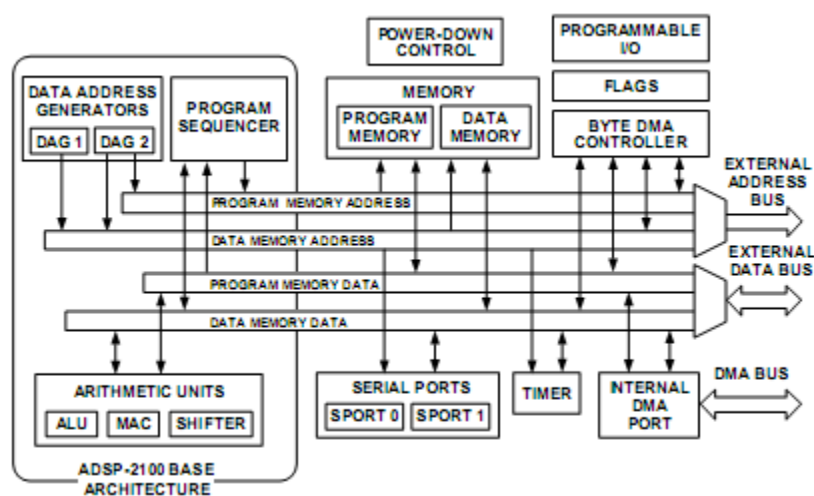 POWER-DOWN
CONTROL
PROGRAMMABLE
I/O
DATA ADDRESS
GENERATORS
DAG 1
DAG 2
PROGRAM
SEQUENCER
MEMORY
PROGRAM
MEMORY
DATA
MEMORY
FLAGS
BYTE DMA
CONTROLLER
EXTERNAL
ADDRESS
BUS
PROGRAM MEMORY ADDRESS
DATA MEMORY ADDRESS
EXTERNAL
DATA BUS
PROGRAM MEMORY DATA
DATA MEMORY DATA
ARITHMETIC UNITS
ALU
MAC
SHIFTER
SERIAL PORTS
SPORT 0
SPORT 1
TIMER
INTERNAL
DMA
PORT
DMA BUS
ADSP-2100 BASE
ARCHITECTURE